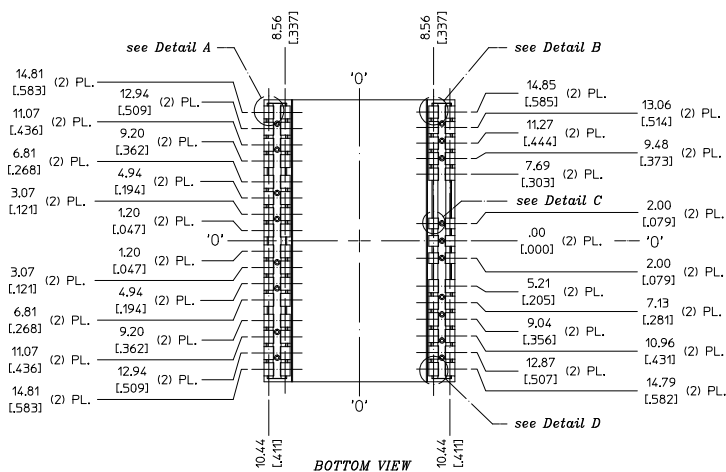 8.56
[.337]
8.56
[.337]
see Detail A
see Detail B
'O'
14.81
[.583] (2) PL.
12.94
[.509] (2) PL.
11.07
[.436] (2) PL.
9.20
[.362] (2) PL.
6.81
[.268] (2) PL.
4.94
[.194] (2) PL.
3.07
[.121] (2) PL.
1.20
[.047] (2) PL.
'O'
1.20
[.047] (2) PL.
3.07
[.121] (2) PL.
4.94
[.194] (2) PL.
6.81
[.268] (2) PL.
9.20
[.362] (2) PL.
11.07
[.436] (2) PL.
12.94
[.509] (2) PL.
14.81
[.583] (2) PL.
14.85
[.585] (2) PL.
13.06
[.514] (2) PL.
11.27
[.444] (2) PL.
9.48
[.373] (2) PL.
7.69
[.303] (2) PL.
see Detail C
2.00
[.079] (2) PL.
.00
[.000] (2) PL.
'O'
2.00
[.079] (2) PL.
5.21
[.205] (2) PL.
7.13
[.281] (2) PL.
9.04
[.356] (2) PL.
10.96
[.431] (2) PL.
12.87
[.507] (2) PL.
14.79
[.582] (2) PL.
see Detail D
'O'
10.44
[.411]
10.44
[.411]
BOTTOM VIEW